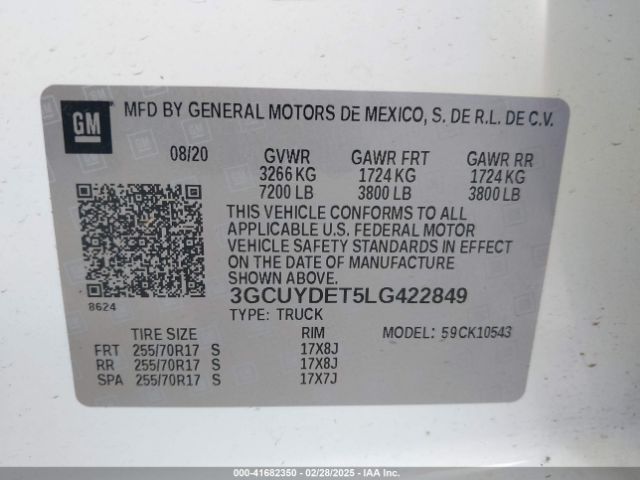 GM
MFD BY GENERAL MOTORS DE MEXICO, S. DE R.L. DE C.V.
08/20 GVWR GAWR FRT GAWR RR
3266 KG 1724 KG 1724 KG
7200 LB 3800 LB 3800 LB
THIS VEHICLE CONFORMS TO ALL
APPLICABLE U.S. FEDERAL MOTOR
VEHICLE SAFETY STANDARDS IN EFFECT
ON THE DATE OF MANUFACTURE
SHOWN ABOVE.
8624
3GCUYDET5LG422849
TYPE: TRUCK MODEL: 59CK10543
TIRE SIZE RIM
FRT 255/70R17 S 17X8J
RR 255/70R17 S 17X8J
SPA 255/70R17 S 17X7J
000-41682350 | 02/28/2025 | IAAI.COM